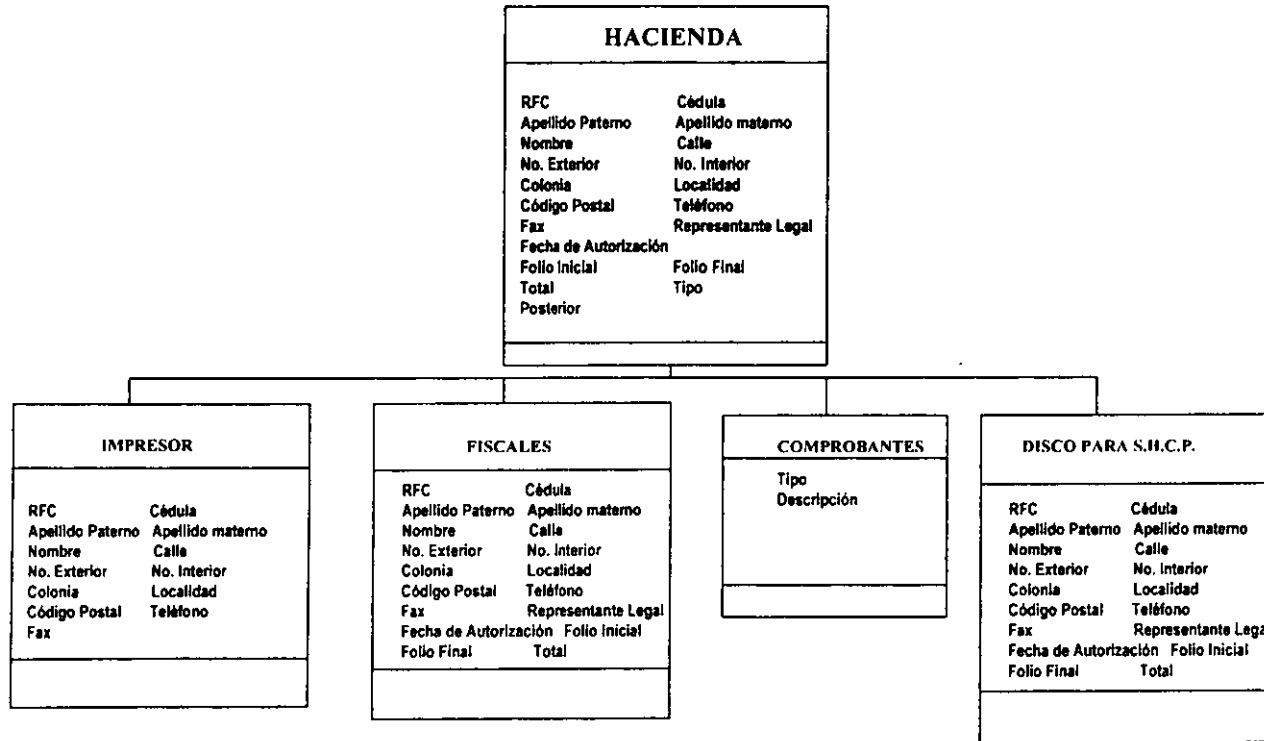 HACIENDA
RFC Cédula
Apellido Paterno Apellido materno
Nombre Calle
No. Exterior No. Interior
Colonia Localidad
Código Postal Teléfono
Fax Representante Legal
Fecha de Autorización
Folio Inicial Folio Final
Total Tipo
Posterior
IMPRESOR
RFC Cédula
Apellido Paterno Apellido materno
Nombre Calle
No. Exterior No. Interior
Colonia Localidad
Código Postal Teléfono
Fax
FISCALES
RFC Cédula
Apellido Paterno Apellido materno
Nombre Calle
No. Exterior No. Interior
Colonia Localidad
Código Postal Teléfono
Fax Representante Legal
Fecha de Autorización Folio Inicial
Folio Final Total
COMPROBANTES
Tipo
Descripción
DISCO PARA S.H.C.P.
RFC Cédula
Apellido Paterno Apellido materno
Nombre Calle
No. Exterior No. Interior
Colonia Localidad
Código Postal Teléfono
Fax Representante Lega
Fecha de Autorización Folio Inicial
Folio Final Total